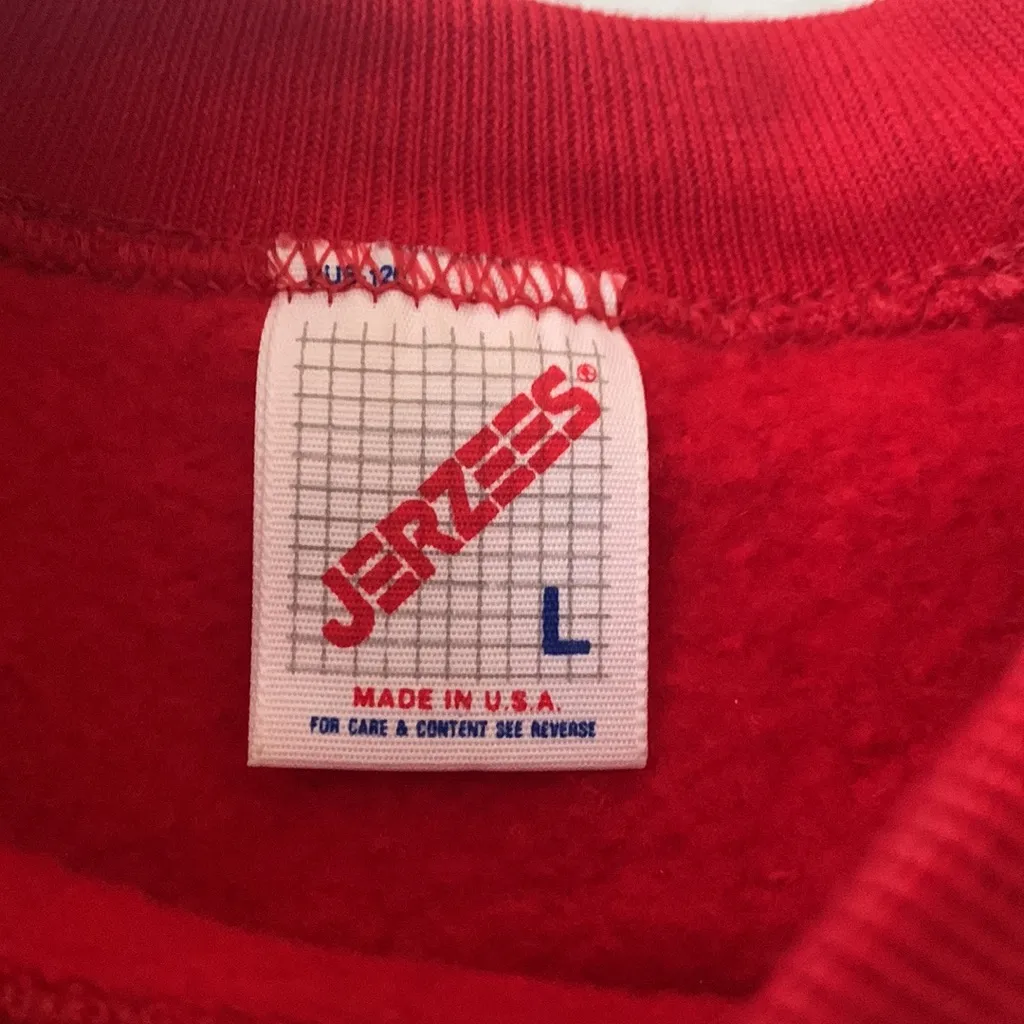 JERZEES®
L
MADE IN U.S.A.
FOR CARE & CONTENT SEE REVERSE